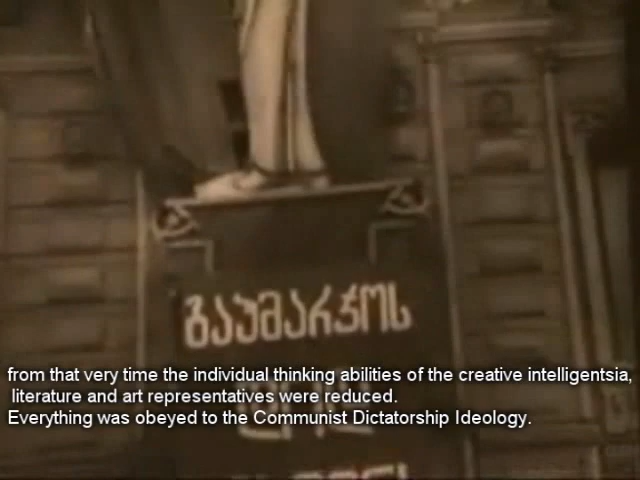 გაუმარჯოს
from that very time the individual thinking abilities of the creative intelligentsia,
literature and art representatives were reduced.
Everything was obeyed to the Communist Dictatorship Ideology.